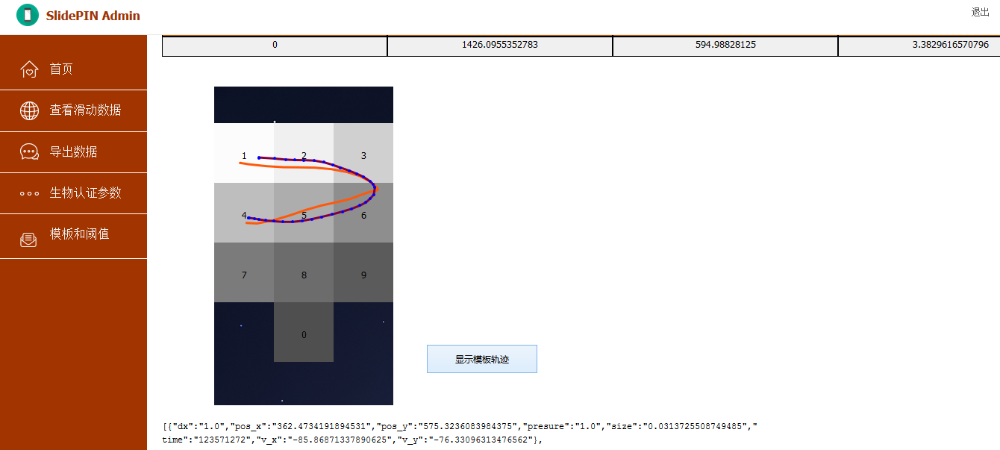 SlidePIN Admin
退出
0 1426.0955352783 594.98828125 3.3829616570796
首页
查看滑动数据
导出数据
生物认证参数
模板和阈值
1 2 3
4 5 6
7 8 9
0
显示模板轨迹
[{"dx":"1.0","pos_x":"362.4734191894531","pos_y":"575.3236083984375","presure":"1.0","size":"0.0313725508749485","
time":"123571272","v_x":"-85.86871337890625","v_y":"-76.33096313476562"},